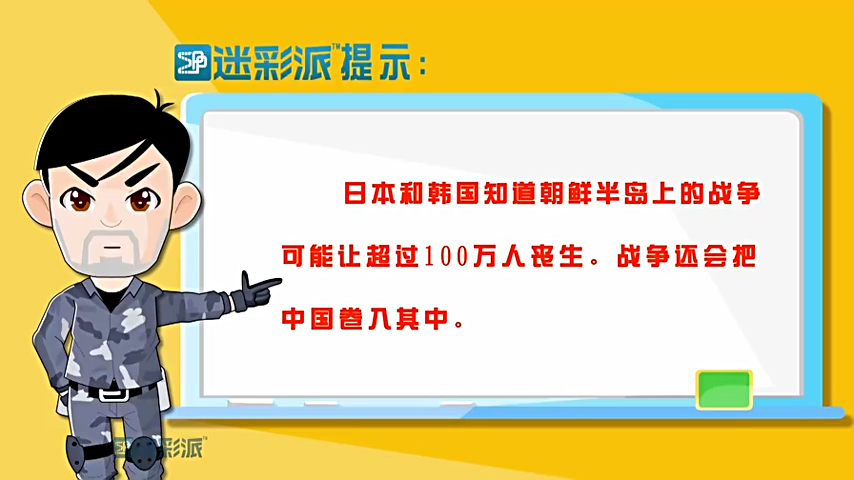 迷彩派™提示：
日本和韩国知道朝鲜半岛上的战争
可能让超过100万人丧生。战争还会把
中国卷入其中。
彩派™